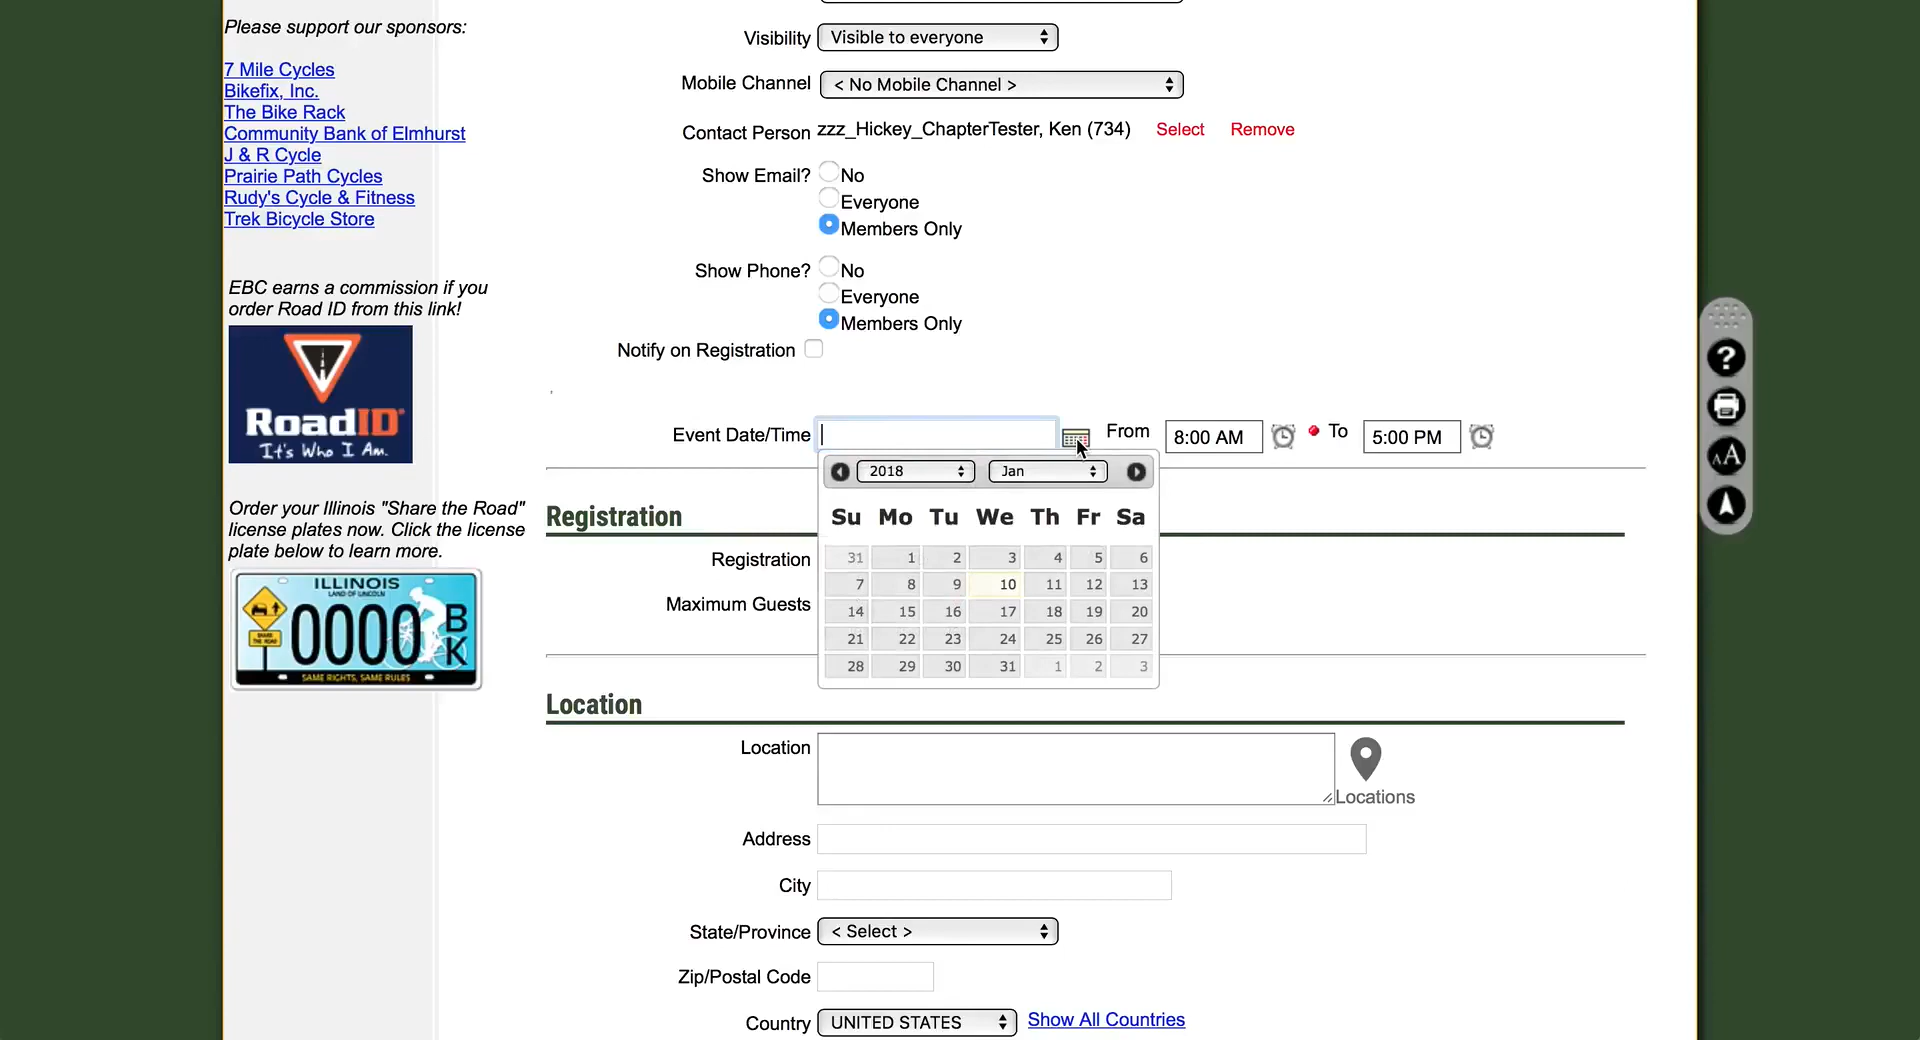 Please support our sponsors:
7 Mile Cycles
Bikefix, Inc.
The Bike Rack
Community Bank of Elmhurst
J & R Cycle
Prairie Path Cycles
Rudy's Cycle & Fitness
Trek Bicycle Store
EBC earns a commission if you
order Road ID from this link!
ROADID
It's Who I Am.
Order your Illinois "Share the Road"
license plates now. Click the license
plate below to learn more.
ILLINOIS
LAND OF LINCOLN
SHARE THE ROAD
0000 BK
SAME RIGHTS, SAME RULES
Visibility Visible to everyone
Mobile Channel < No Mobile Channel >
Contact Person zzz_Hickey_ChapterTester, Ken (734) Select Remove
Show Email? No
Everyone
Members Only
Show Phone? No
Everyone
Members Only
Notify on Registration
Event Date/Time From 8:00 AM To 5:00 PM
2018 Jan
Su Mo Tu We Th Fr Sa
31 1 2 3 4 5 6
7 8 9 10 11 12 13
14 15 16 17 18 19 20
21 22 23 24 25 26 27
28 29 30 31 1 2 3
Registration
Registration
Maximum Guests
Location
Location
Locations
Address
City
State/Province < Select >
Zip/Postal Code
Country UNITED STATES Show All Countries
?
AA